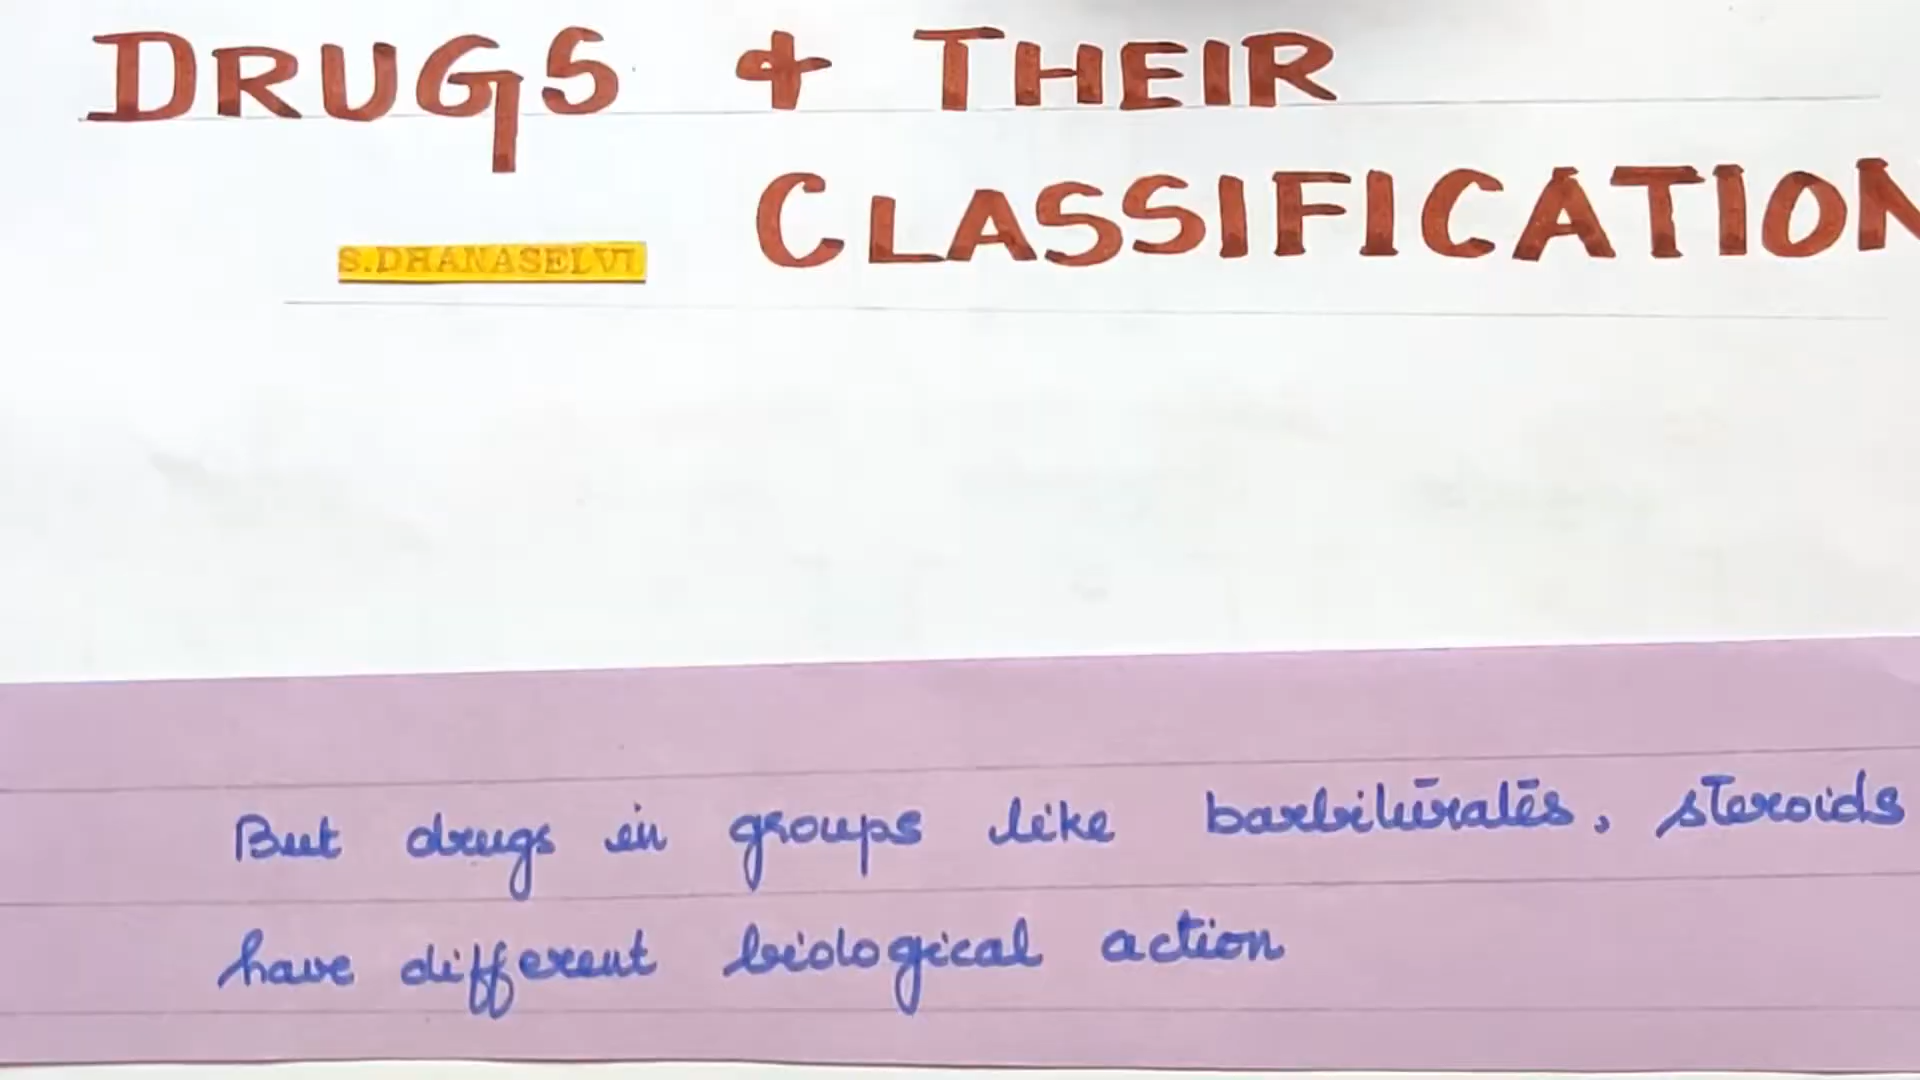 DRUGS & THEIR
CLASSIFICATION
S.DHANASELVI
But drugs in groups like barbiturates, steroids
have different biological action